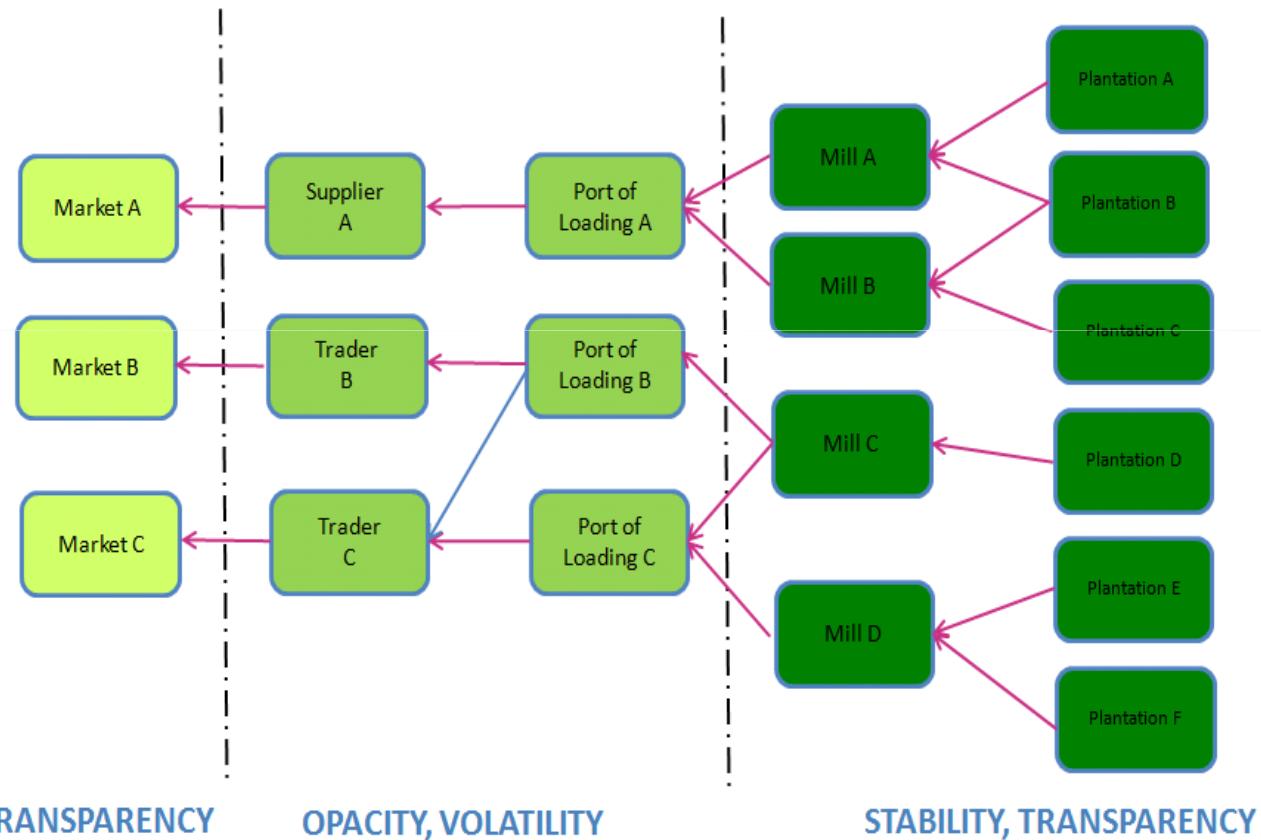 Plantation A
Mill A
Plantation B
Market A
Supplier
A
Port of
Loading A
Mill B
Plantation C
Market B
Trader
B
Port of
Loading B
Mill C
Plantation D
Market C
Trader
C
Port of
Loading C
Plantation E
Mill D
Plantation F
RANSPARENCY
OPACITY, VOLATILITY
STABILITY, TRANSPARENCY